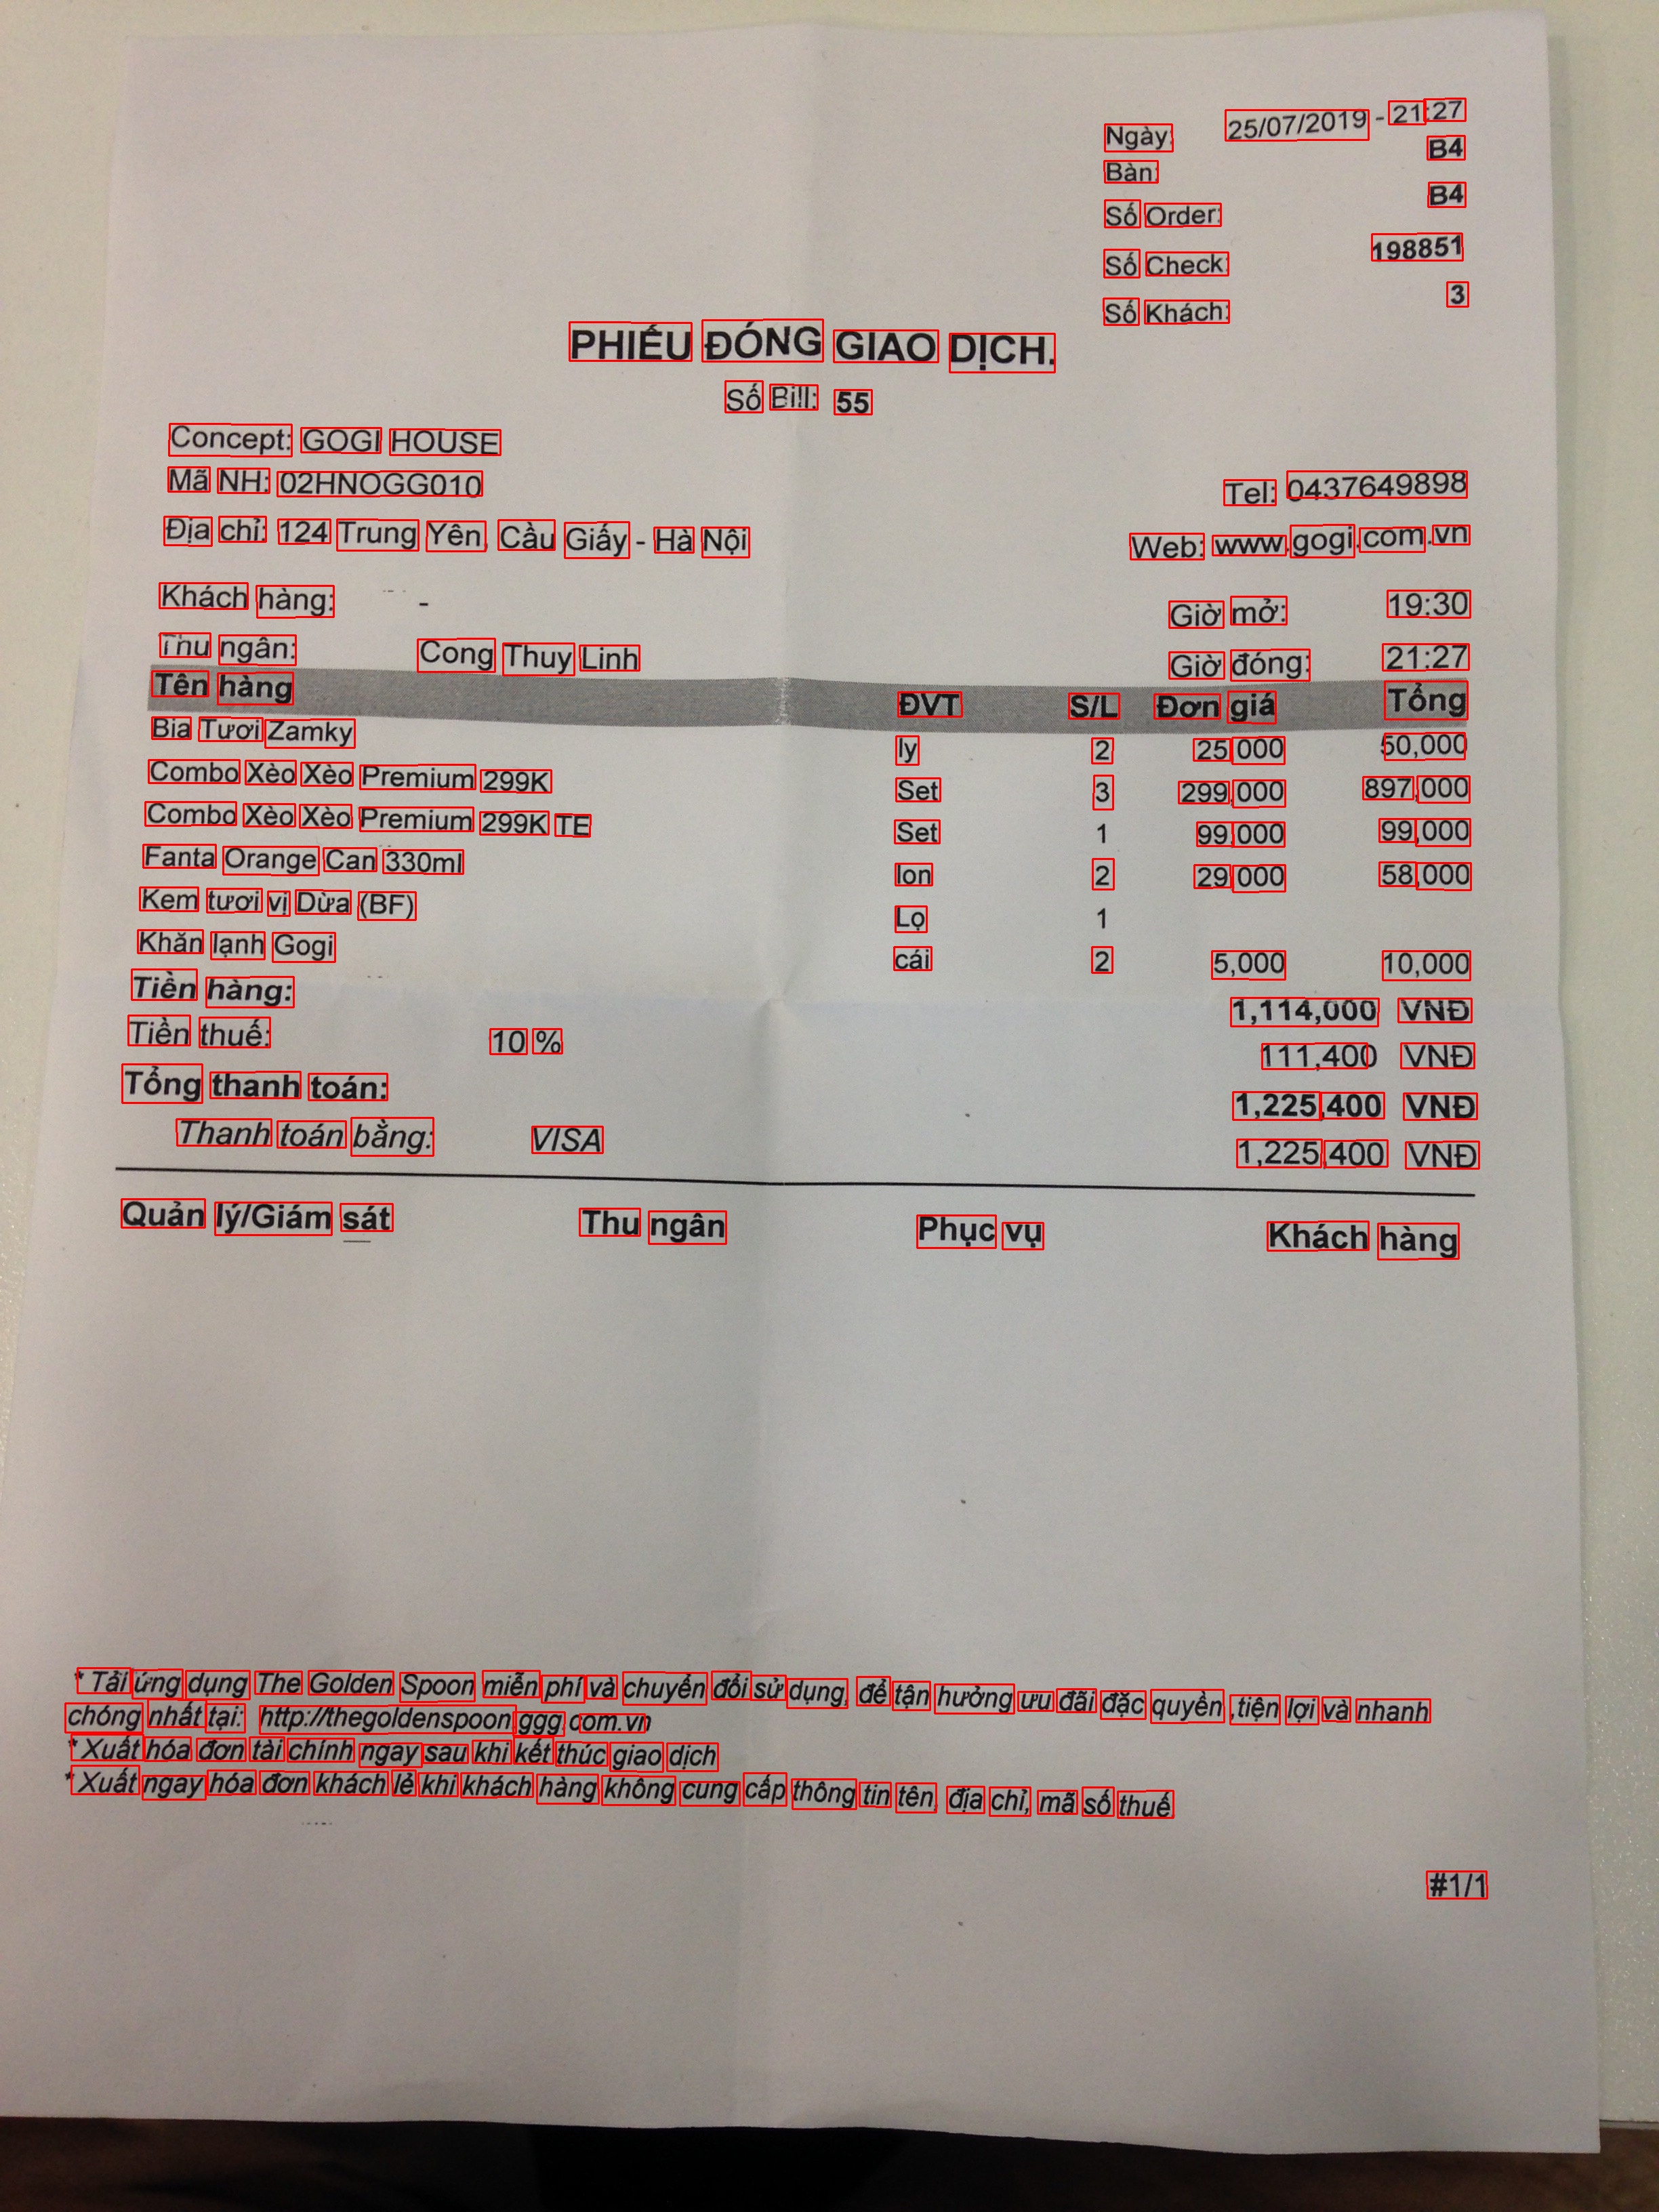 Ngày: 25/07/2019 - 21:27
Bàn: B4
Số Order: B4
Số Check: 198851
Số Khách: 3
PHIẾU ĐÓNG GIAO DỊCH.
Số Bill: 55
Concept: GOGI HOUSE
Mã NH: 02HNOGG010 Tel: 0437649898
Địa chỉ: 124 Trung Yên, Cầu Giấy - Hà Nội Web: www.gogi.com.vn
Khách hàng: - Giờ mở: 19:30
Thu ngân: Cong Thuy Linh Giờ đóng: 21:27
Tên hàng ĐVT S/L Đơn giá Tổng
Bia Tươi Zamky ly 2 25,000 50,000
Combo Xèo Xèo Premium 299K Set 3 299,000 897,000
Combo Xèo Xèo Premium 299K TE Set 1 99,000 99,000
Fanta Orange Can 330ml lon 2 29,000 58,000
Kem tươi vị Dừa (BF) Lọ 1
Khăn lạnh Gogi cái 2 5,000 10,000
Tiền hàng: 1,114,000 VNĐ
Tiền thuế: 10 % 111,400 VNĐ
Tổng thanh toán: 1,225,400 VNĐ
Thanh toán bằng: VISA 1,225,400 VNĐ
Quản lý/Giám sát Thu ngân Phục vụ Khách hàng
* Tải ứng dụng The Golden Spoon miễn phí và chuyển đổi sử dụng, để tận hưởng ưu đãi đặc quyền ,tiện lợi và nhanh
chóng nhất tại: http://thegoldenspoon.ggg.com.vn
* Xuất hóa đơn tài chính ngay sau khi kết thúc giao dịch
* Xuất ngay hóa đơn khách lẻ khi khách hàng không cung cấp thông tin tên, địa chỉ, mã số thuế
#1/1